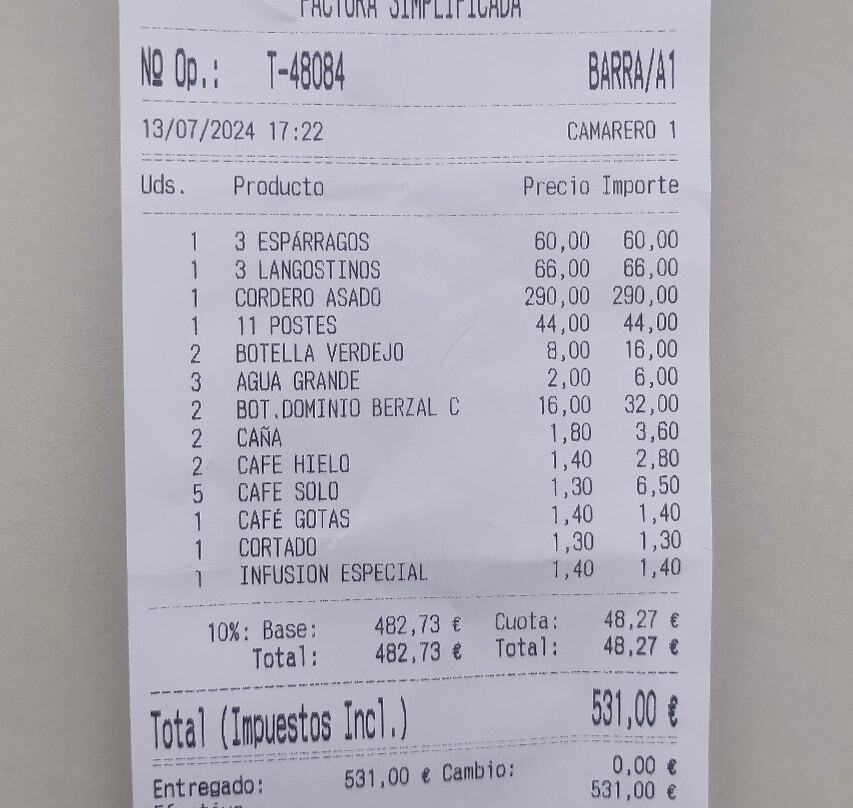 FACTURA SIMPLIFICADA
Nº Op.: T-48084 BARRA/A1
13/07/2024 17:22 CAMARERO 1
Uds. Producto Precio Importe
1 3 ESPÁRRAGOS 60,00 60,00
1 3 LANGOSTINOS 66,00 66,00
1 CORDERO ASADO 290,00 290,00
1 11 POSTES 44,00 44,00
2 BOTELLA VERDEJO 8,00 16,00
3 AGUA GRANDE 2,00 6,00
2 BOT.DOMINIO BERZAL C 16,00 32,00
2 CAÑA 1,80 3,60
2 CAFE HIELO 1,40 2,80
5 CAFE SOLO 1,30 6,50
1 CAFÉ GOTAS 1,40 1,40
1 CORTADO 1,30 1,30
1 INFUSION ESPECIAL 1,40 1,40
10%: Base: 482,73 € Cuota: 48,27 €
Total: 482,73 € Total: 48,27 €
Total (Impuestos Incl.) 531,00 €
Entregado: 531,00 € Cambio: 0,00 €
531,00 €